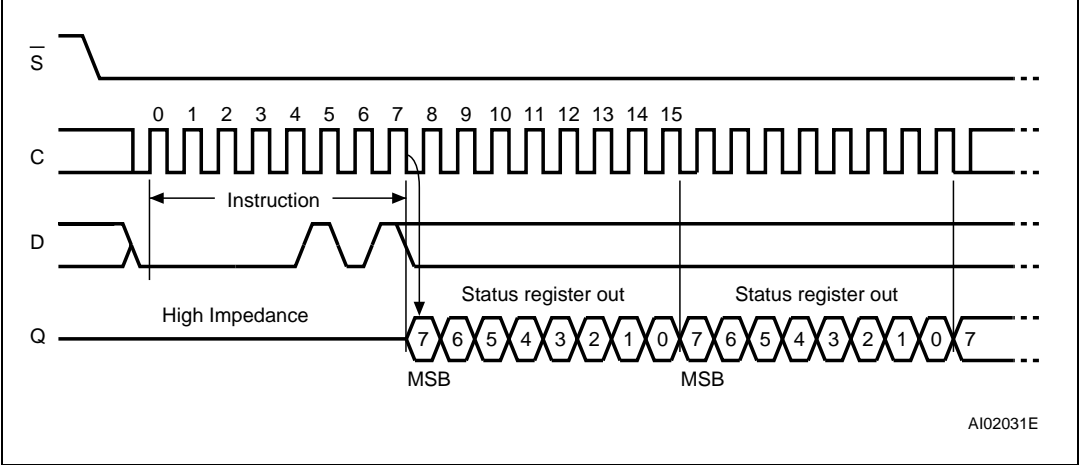 S̅
0 1 2 3 4 5 6 7 8 9 10 11 12 13 14 15
C
Instruction
D
Status register out Status register out
High Impedance
Q 7 6 5 4 3 2 1 0 7 6 5 4 3 2 1 0 7
MSB MSB
AI02031E